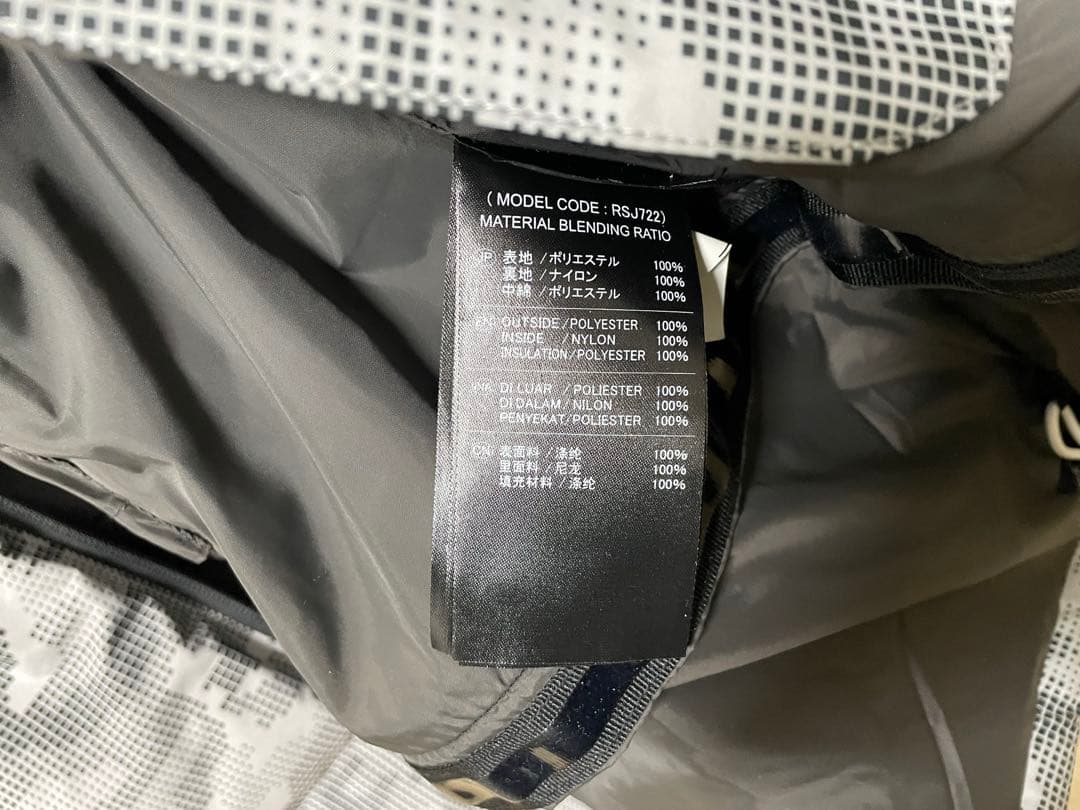 ( MODEL CODE : RSJ722)
MATERIAL BLENDING RATIO
JP 表地 /ポリエステル 100%
裏地 /ナイロン 100%
中綿 /ポリエステル 100%
EN OUTSIDE/POLYESTER 100%
INSIDE /NYLON 100%
INSULATION/POLYESTER 100%
INA DI LUAR /POLIESTER 100%
DI DALAM/NILON 100%
PENYEKAT/POLIESTER 100%
CN 表面料 /涤纶 100%
里面料 /尼龙 100%
填充材料 /涤纶 100%